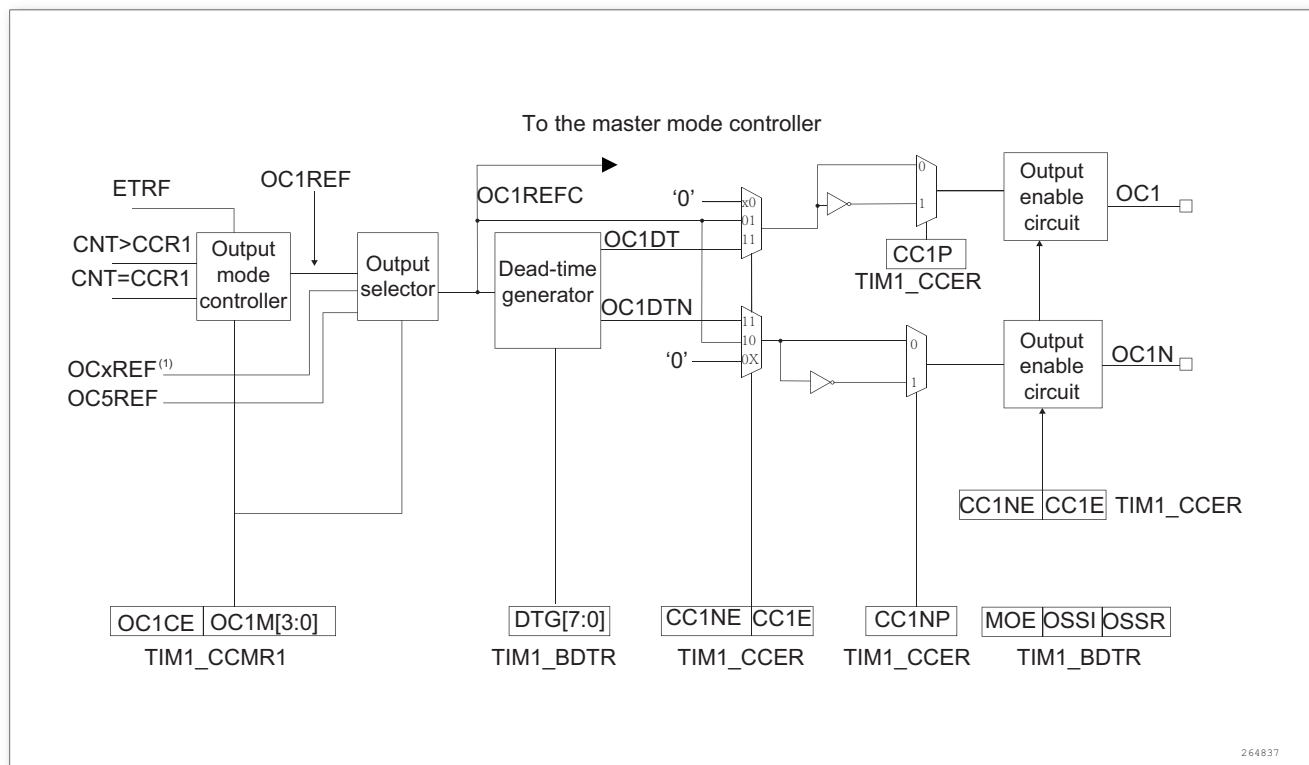 To the master mode controller
ETRF
OC1REF
OC1REFC
CNT>CCR1
CNT=CCR1
Output
mode
controller
Output
selector
OCxREF(1)
OC5REF
Dead-time
generator
OC1DT
OC1DTN
'0'
x0
01
11
11
10
0X
'0'
0
1
CC1P
TIM1_CCER
0
1
Output
enable
circuit
OC1
Output
enable
circuit
OC1N
CC1NE CC1E TIM1_CCER
OC1CE OC1M[3:0]
TIM1_CCMR1
DTG[7:0]
TIM1_BDTR
CC1NE CC1E
TIM1_CCER
CC1NP
TIM1_CCER
MOE OSSI OSSR
TIM1_BDTR
264837